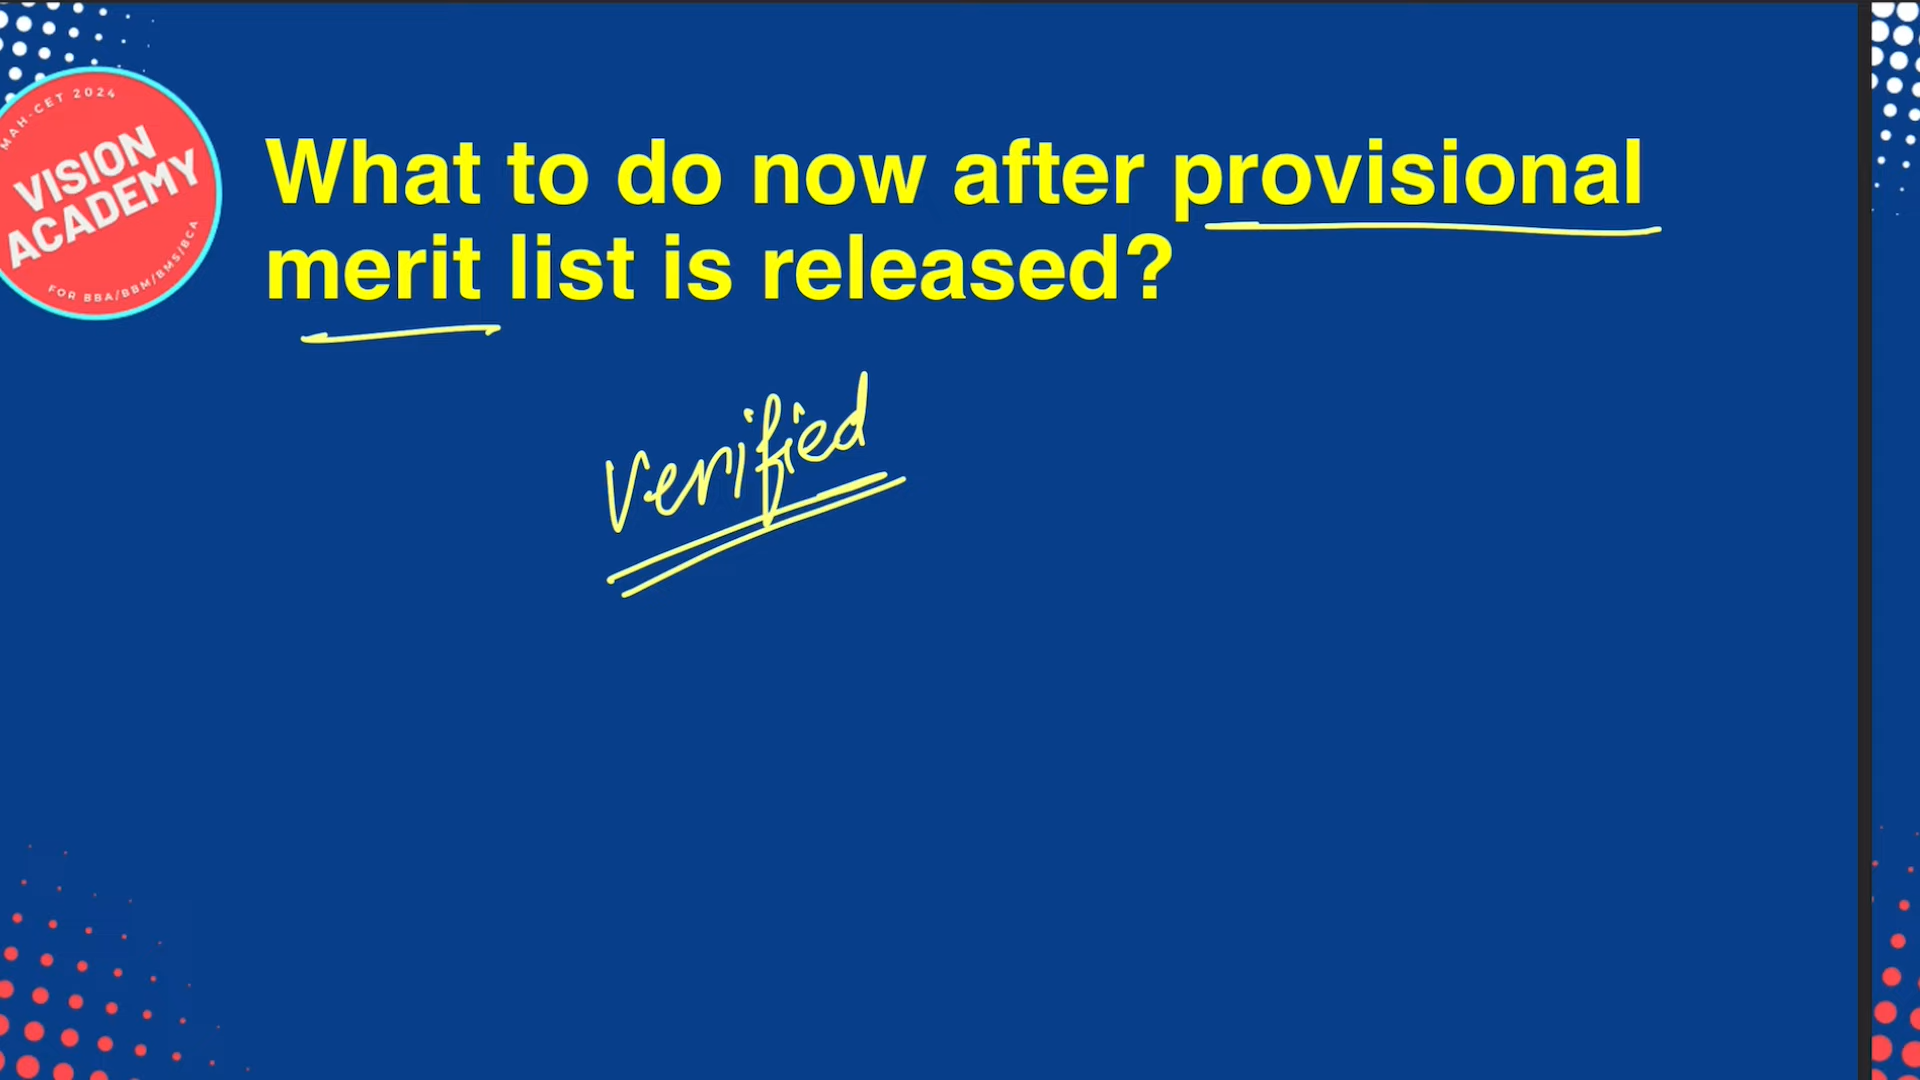 MAH-CET 2024
VISION
ACADEMY
FOR BBA/BBM/BMS/BCA
What to do now after provisional
merit list is released?
Verified